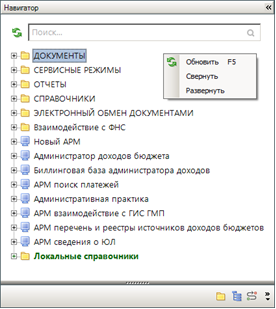 Навигатор
Поиск...
ДОКУМЕНТЫ
СЕРВИСНЫЕ РЕЖИМЫ
ОТЧЕТЫ
СПРАВОЧНИКИ
ЭЛЕКТРОННЫЙ ОБМЕН ДОКУМЕНТАМИ
Взаимодействие с ФНС
Новый АРМ
Администратор доходов бюджета
Биллинговая база администратора доходов
АРМ поиск платежей
Административная практика
АРМ взаимодействие с ГИС ГМП
АРМ перечень и реестры источников доходов бюджетов
АРМ сведения о ЮЛ
Локальные справочники
Обновить F5
Свернуть
Развернуть